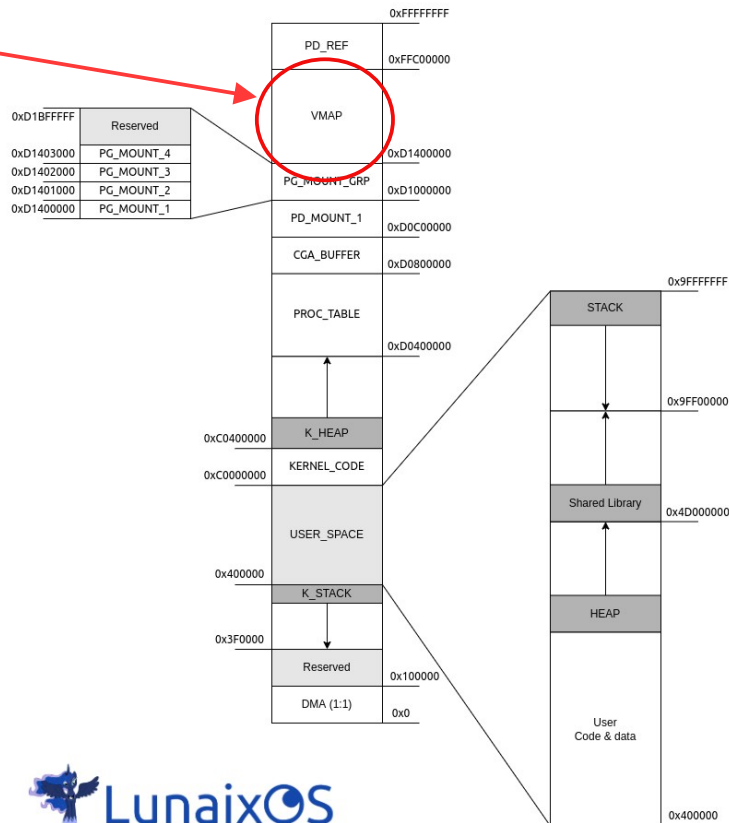 0xFFFFFFFF
PD_REF
0xFFC00000
VMAP
0xD1BFFFFF
Reserved
0xD1403000 PG_MOUNT_4
0xD1402000 PG_MOUNT_3
0xD1401000 PG_MOUNT_2
0xD1400000 PG_MOUNT_1
0xD1400000
PG_MOUNT_GRP
0xD1000000
PD_MOUNT_1
0xD0C00000
CGA_BUFFER
0xD0800000
PROC_TABLE
0xD0400000
K_HEAP
0xC0400000
KERNEL_CODE
0xC0000000
USER_SPACE
0x400000
K_STACK
0x3F0000
Reserved
0x100000
DMA (1:1)
0x0
0x9FFFFFFF
STACK
0x9FF00000
Shared Library
0x4D000000
HEAP
User
Code & data
0x400000
LunaixOS